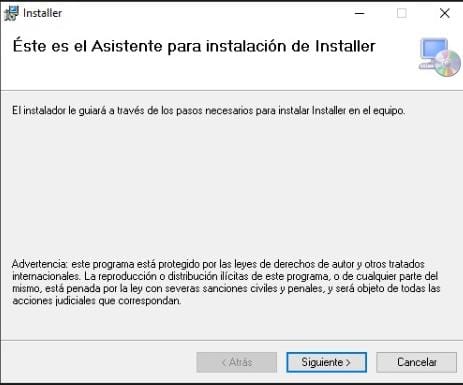 Installer
Éste es el Asistente para instalación de Installer
El instalador le guiará a través de los pasos necesarios para instalar Installer en el equipo.
Advertencia: este programa está protegido por las leyes de derechos de autor y otros tratados
internacionales. La reproducción o distribución ilícitas de este programa, o de cualquier parte del
mismo, está penada por la ley con severas sanciones civiles y penales, y será objeto de todas las
acciones judiciales que correspondan.
< Atrás
Siguiente >
Cancelar